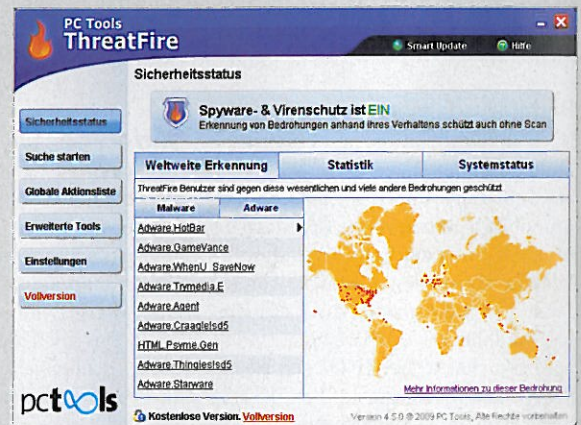 PC Tools
ThreatFire
Smart Update
Hilfe
Sicherheitsstatus
Sicherheitsstatus
Spyware- & Virenschutz ist EIN
Erkennung von Bedrohungen anhand ihres Verhaltens schützt auch ohne Scan
Suche starten
Globale Aktionsliste
Erweiterte Tools
Einstellungen
Vollversion
Weltweite Erkennung
Statistik
Systemstatus
ThreatFire Benutzer sind gegen diese wesentlichen und viele andere Bedrohungen geschützt
Malware
Adware
Adware.HotBar
Adware.GameVance
Adware.WhenU_SaveNow
Adware.Trymedia.E
Adware.Agent
Adware.Craaglelsd5
HTML.Psyme.Gen
Adware.Thinglestsd5
Adware.Starware
Mehr Informationen zu dieser Bedrohung
pctools
Kostenlose Version. Vollversion
Version 4.5.0 © 2009 PC Tools, Alle Rechte vorbehalten